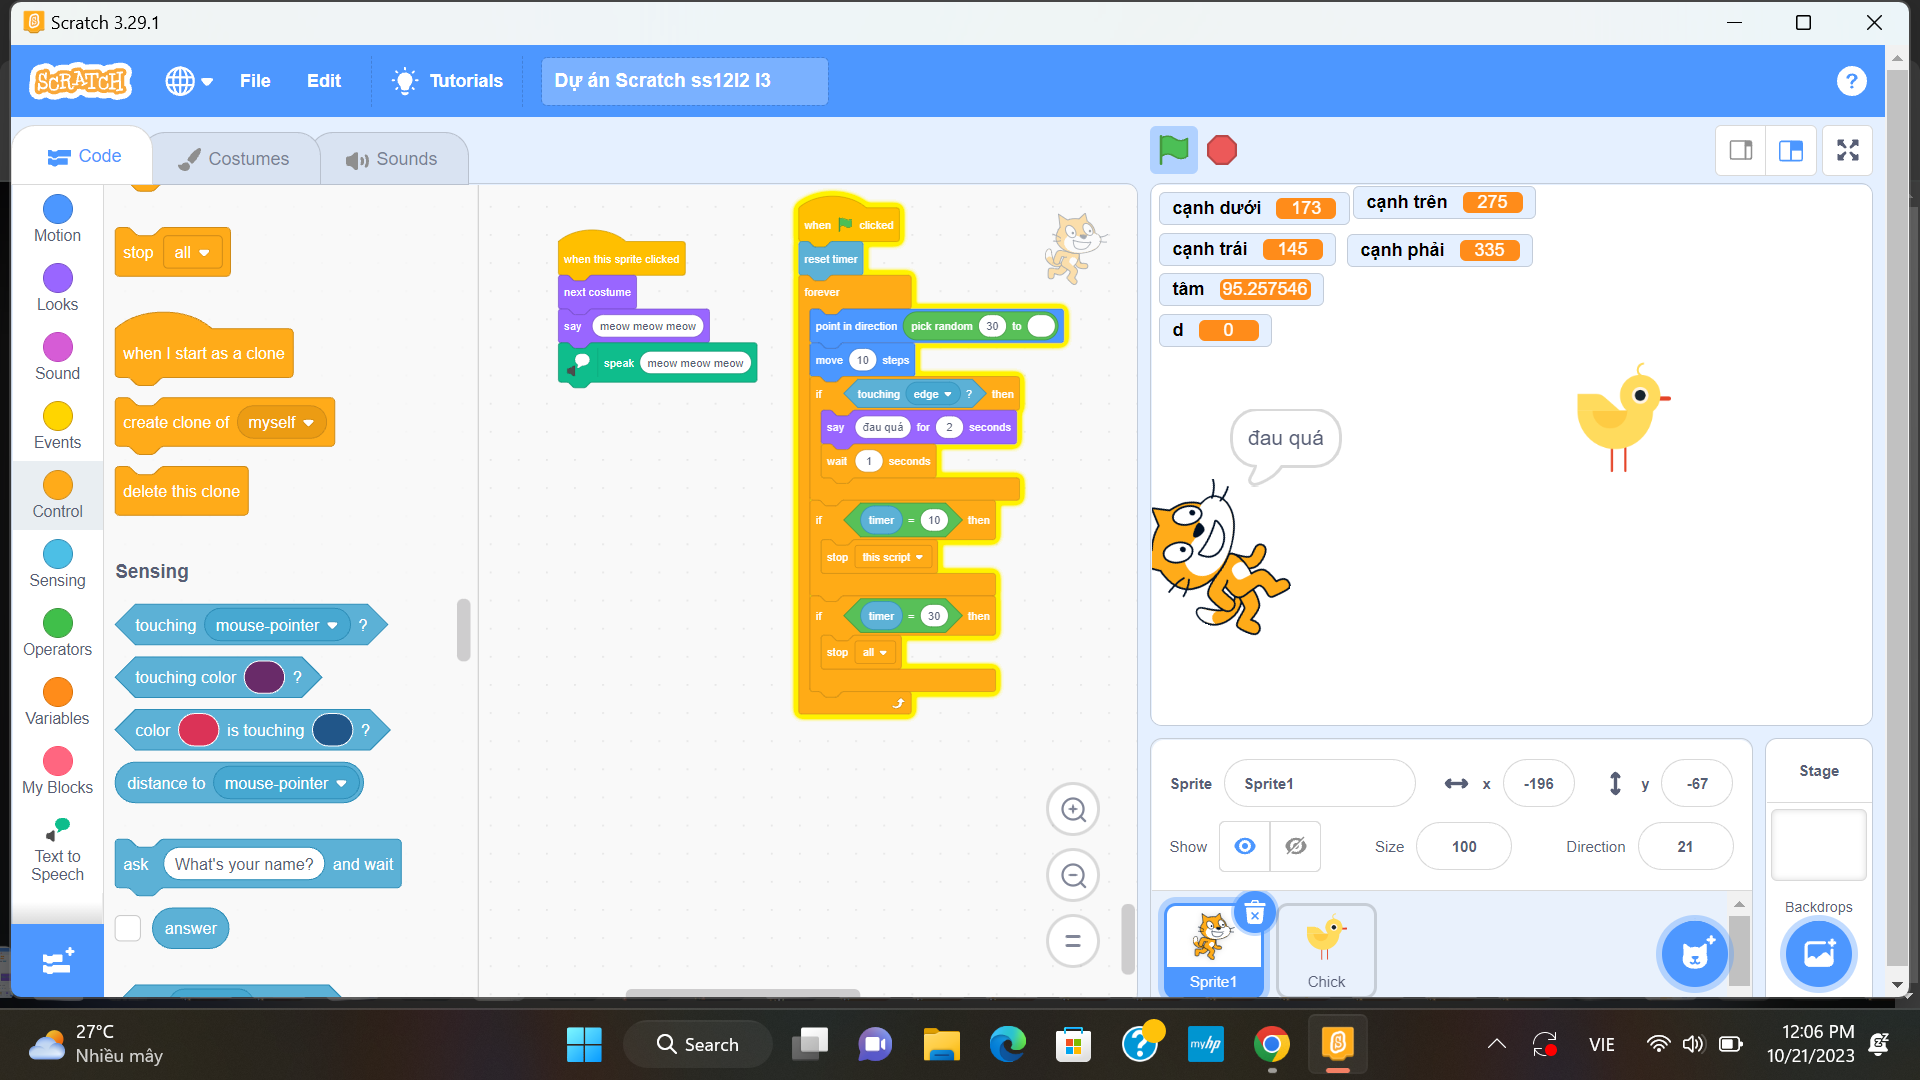 Scratch 3.29.1
SCRATCH
File
Edit
Tutorials
Dự án Scratch ss12l2 l3
?
Code
Costumes
Sounds
Motion
Looks
Sound
Events
Control
Sensing
Operators
Variables
My Blocks
Text to
Speech
stop all
when I start as a clone
create clone of myself
delete this clone
Sensing
touching mouse-pointer ?
touching color ?
color is touching ?
distance to mouse-pointer
ask What's your name? and wait
answer
when this sprite clicked
next costume
say meow meow meow
speak meow meow meow
when clicked
reset timer
forever
point in direction pick random 30 to
move 10 steps
if touching edge ? then
say đau quá for 2 seconds
wait 1 seconds
if timer = 10 then
stop this script
if timer = 30 then
stop all
cạnh dưới 173
cạnh trên 275
cạnh trái 145
cạnh phải 335
tâm 95.257546
d 0
đau quá
Sprite Sprite1 x -196 y -67
Show Size 100 Direction 21
Sprite1
Chick
Stage
Backdrops
27°C
Nhiều mây
Search
myhp
VIE
12:06 PM
10/21/2023